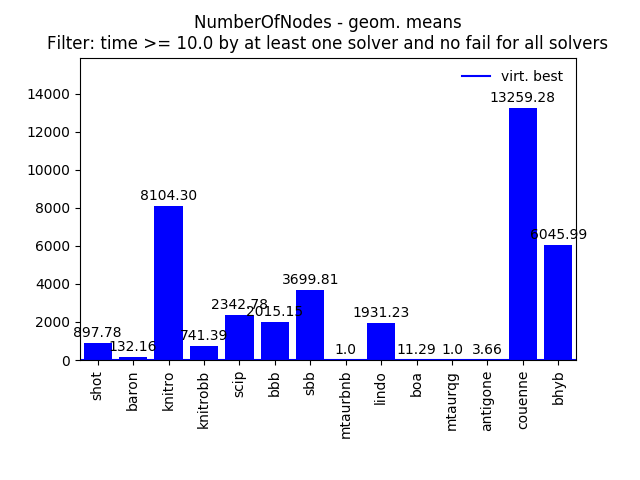 NumberOfNodes - geom. means
Filter: time >= 10.0 by at least one solver and no fail for all solvers
virt. best
14000
12000
10000
8000
6000
4000
2000
0
897.78
132.16
8104.30
741.39
2342.78
2015.15
3699.81
1.0
1931.23
11.29
1.0
3.66
13259.28
6045.99
shot
baron
knitro
knitrobb
scip
bbb
sbb
mtaurbnb
lindo
boa
mtaurqg
antigone
couenne
bhyb